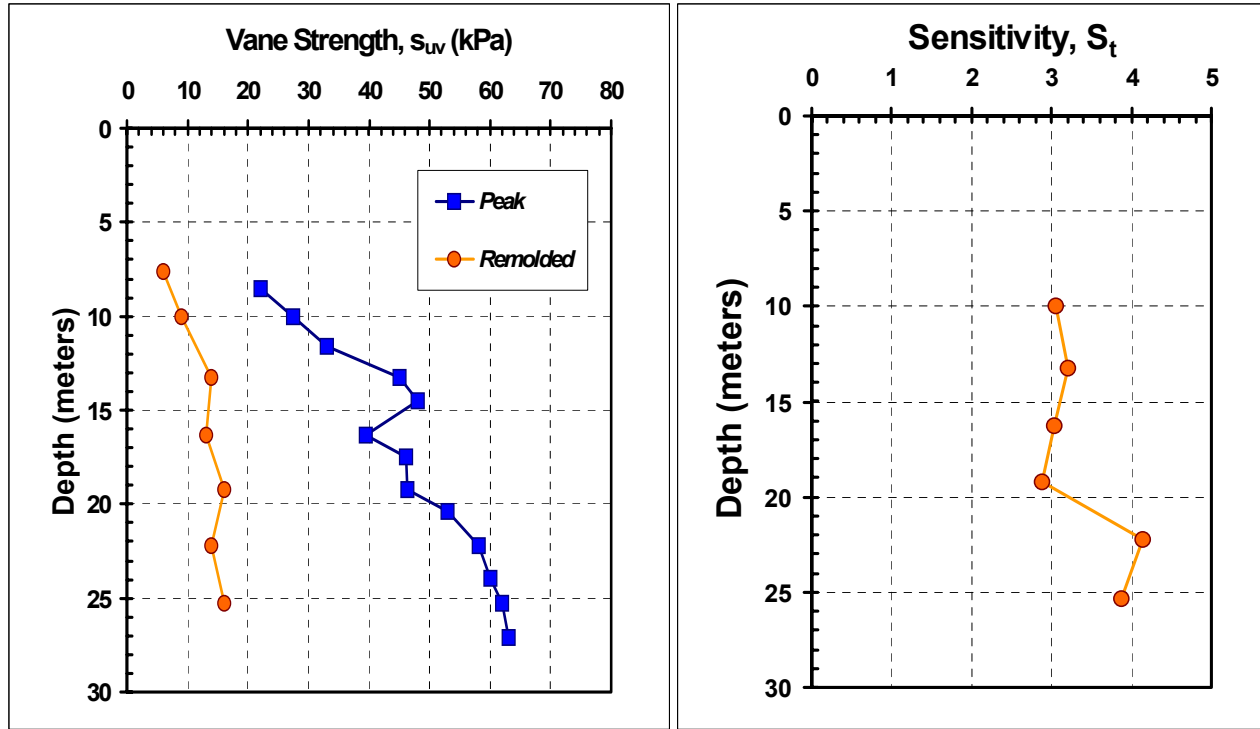 Vane Strength, suv (kPa)
0 10 20 30 40 50 60 70 80
0
5
10
15
20
25
30
Depth (meters)
Peak
Remolded
Sensitivity, St
0 1 2 3 4 5
0
5
10
15
20
25
30
Depth (meters)